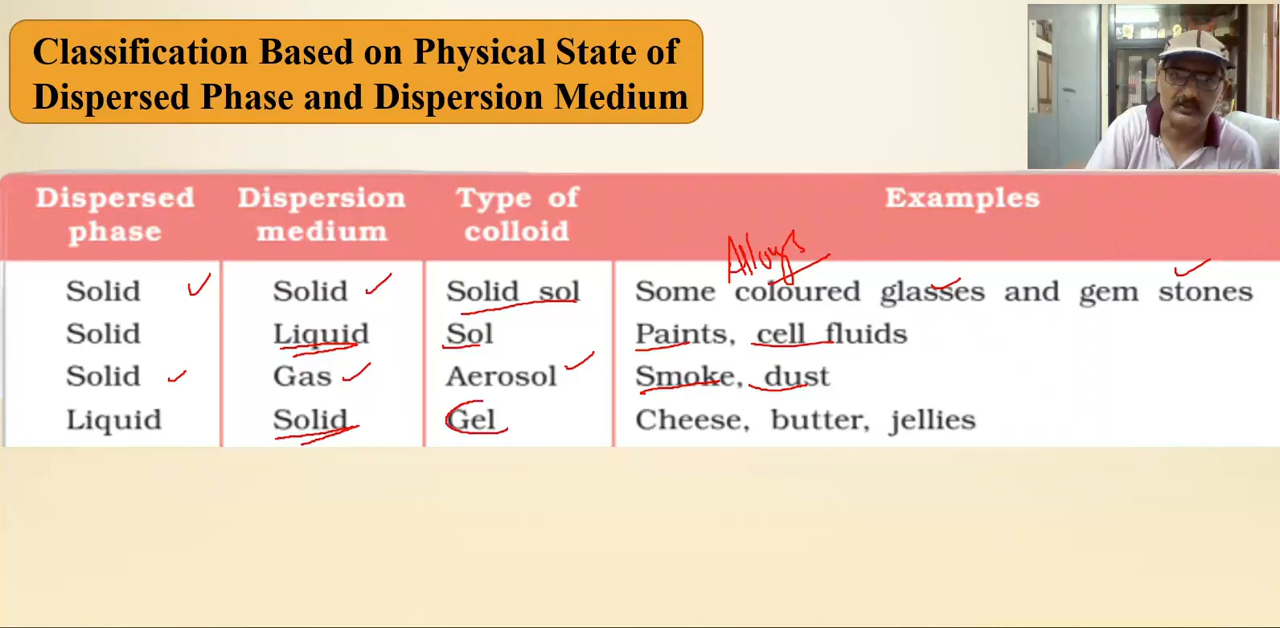 Classification Based on Physical State of
Dispersed Phase and Dispersion Medium
Dispersed phase Dispersion medium Type of colloid Examples
Alloys
Solid Solid Solid sol Some coloured glasses and gem stones
Solid Liquid Sol Paints, cell fluids
Solid Gas Aerosol Smoke, dust
Liquid Solid Gel Cheese, butter, jellies